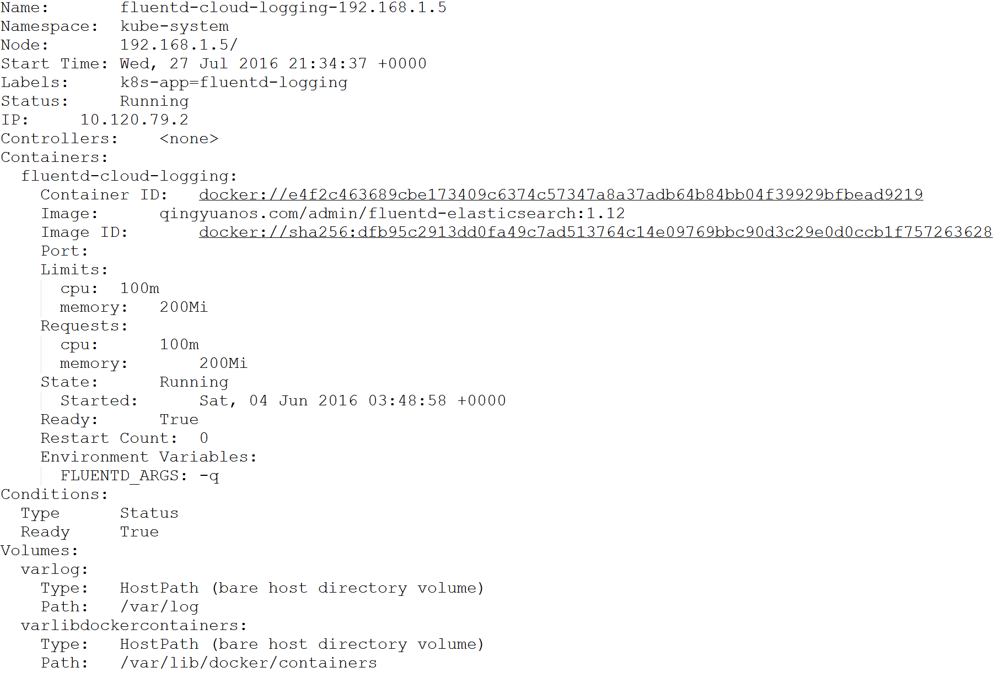 Name:       fluentd-cloud-logging-192.168.1.5
Namespace:  kube-system
Node:       192.168.1.5/
Start Time: Wed, 27 Jul 2016 21:34:37 +0000
Labels:     k8s-app=fluentd-logging
Status:     Running
IP:     10.120.79.2
Controllers:    <none>
Containers:
  fluentd-cloud-logging:
    Container ID:   docker://e4f2c463689cbe173409c6374c57347a8a37adb64b84bb04f39929bfbead9219
    Image:      qingyuanos.com/admin/fluentd-elasticsearch:1.12
    Image ID:       docker://sha256:dfb95c2913dd0fa49c7ad513764c14e09769bbc90d3c29e0d0ccb1f757263628
    Port:
    Limits:
      cpu:  100m
      memory:   200Mi
    Requests:
      cpu:      100m
      memory:       200Mi
    State:      Running
      Started:      Sat, 04 Jun 2016 03:48:58 +0000
    Ready:      True
    Restart Count:  0
    Environment Variables:
      FLUENTD_ARGS: -q
Conditions:
  Type      Status
  Ready     True
Volumes:
  varlog:
    Type:   HostPath (bare host directory volume)
    Path:   /var/log
  varlibdockercontainers:
    Type:   HostPath (bare host directory volume)
    Path:   /var/lib/docker/containers